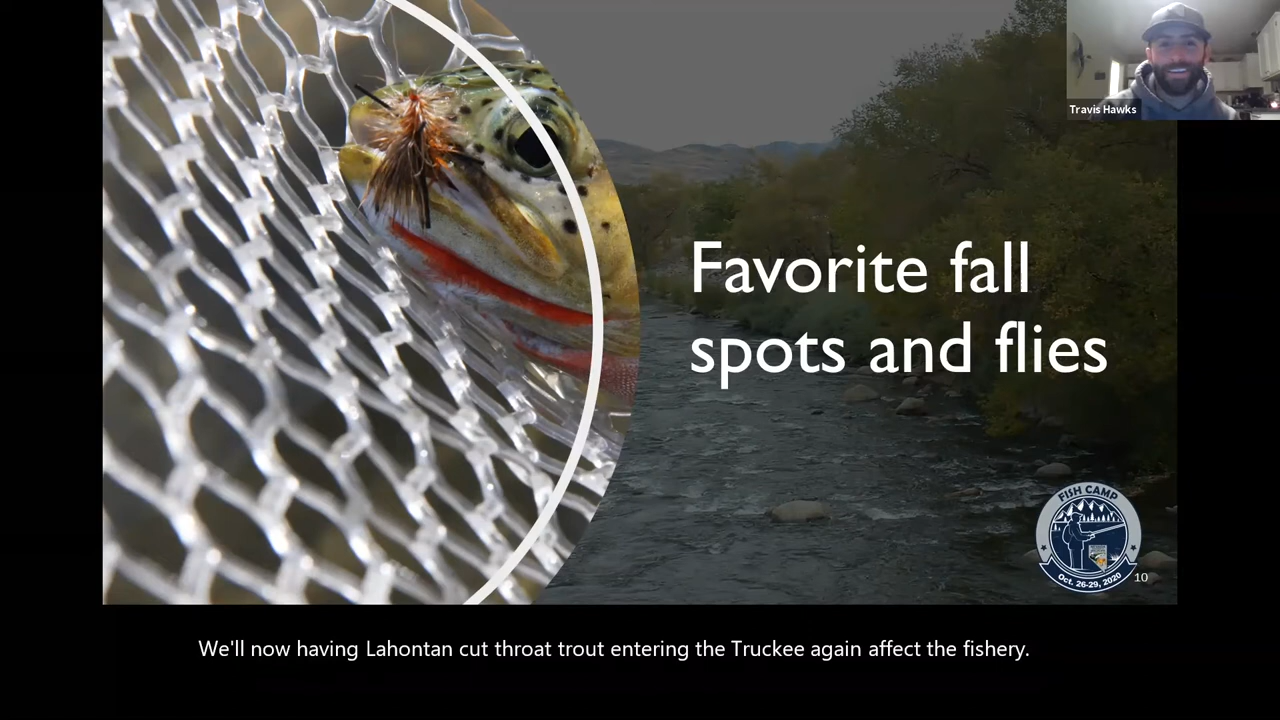 Travis Hawks
Favorite fall
spots and flies
FISH CAMP
Oct. 26-29, 2020
10
We'll now having Lahontan cut throat trout entering the Truckee again affect the fishery.